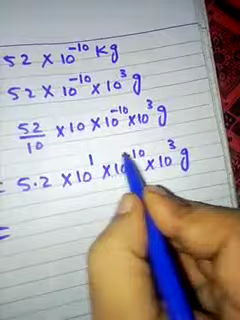 52 × 10⁻¹⁰ kg
52 × 10⁻¹⁰ × 10³ g
52/10 × 10 × 10⁻¹⁰ × 10³ g
= 5.2 × 10¹ × 10⁻¹⁰ × 10³ g
=